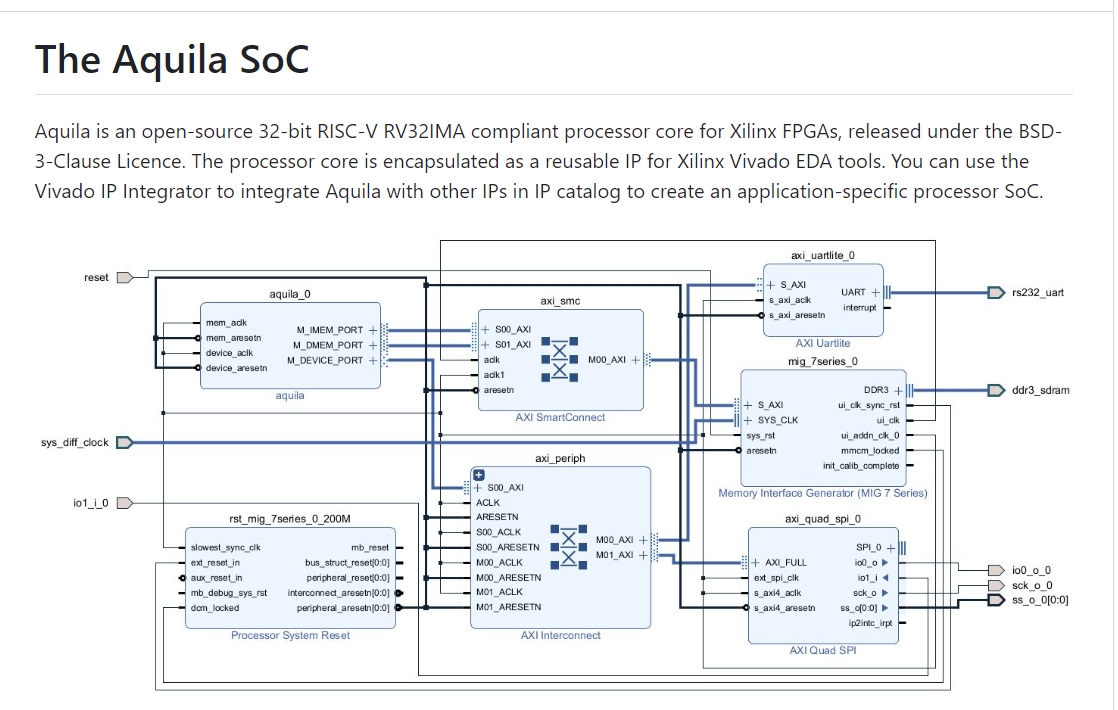 The Aquila SoC
Aquila is an open-source 32-bit RISC-V RV32IMA compliant processor core for Xilinx FPGAs, released under the BSD-
3-Clause Licence. The processor core is encapsulated as a reusable IP for Xilinx Vivado EDA tools. You can use the
Vivado IP Integrator to integrate Aquila with other IPs in IP catalog to create an application-specific processor SoC.
reset
sys_diff_clock
io1_i_0
aquila_0
mem_aclk
mem_aresetn
device_aclk
device_aresetn
M_IMEM_PORT
M_DMEM_PORT
M_DEVICE_PORT
aquila
rst_mig_7series_0_200M
slowest_sync_clk
ext_reset_in
aux_reset_in
mb_debug_sys_rst
dcm_locked
mb_reset
bus_struct_reset[0:0]
peripheral_reset[0:0]
interconnect_aresetn[0:0]
peripheral_aresetn[0:0]
Processor System Reset
axi_smc
S00_AXI
S01_AXI
aclk
aclk1
aresetn
M00_AXI
AXI SmartConnect
axi_periph
S00_AXI
ACLK
ARESETN
S00_ACLK
S00_ARESETN
M00_ACLK
M00_ARESETN
M01_ACLK
M01_ARESETN
M00_AXI
M01_AXI
AXI Interconnect
axi_uartlite_0
S_AXI
s_axi_aclk
s_axi_aresetn
UART
interrupt
AXI Uartlite
mig_7series_0
S_AXI
SYS_CLK
sys_rst
aresetn
DDR3
ui_clk_sync_rst
ui_clk
ui_addn_clk_0
mmcm_locked
init_calib_complete
Memory Interface Generator (MIG 7 Series)
axi_quad_spi_0
AXI_FULL
ext_spi_clk
s_axi4_aclk
s_axi4_aresetn
SPI_0
io0_o
io1_i
sck_o
ss_o[0:0]
ip2intc_irpt
AXI Quad SPI
rs232_uart
ddr3_sdram
io0_o_0
sck_o_0
ss_o_0[0:0]